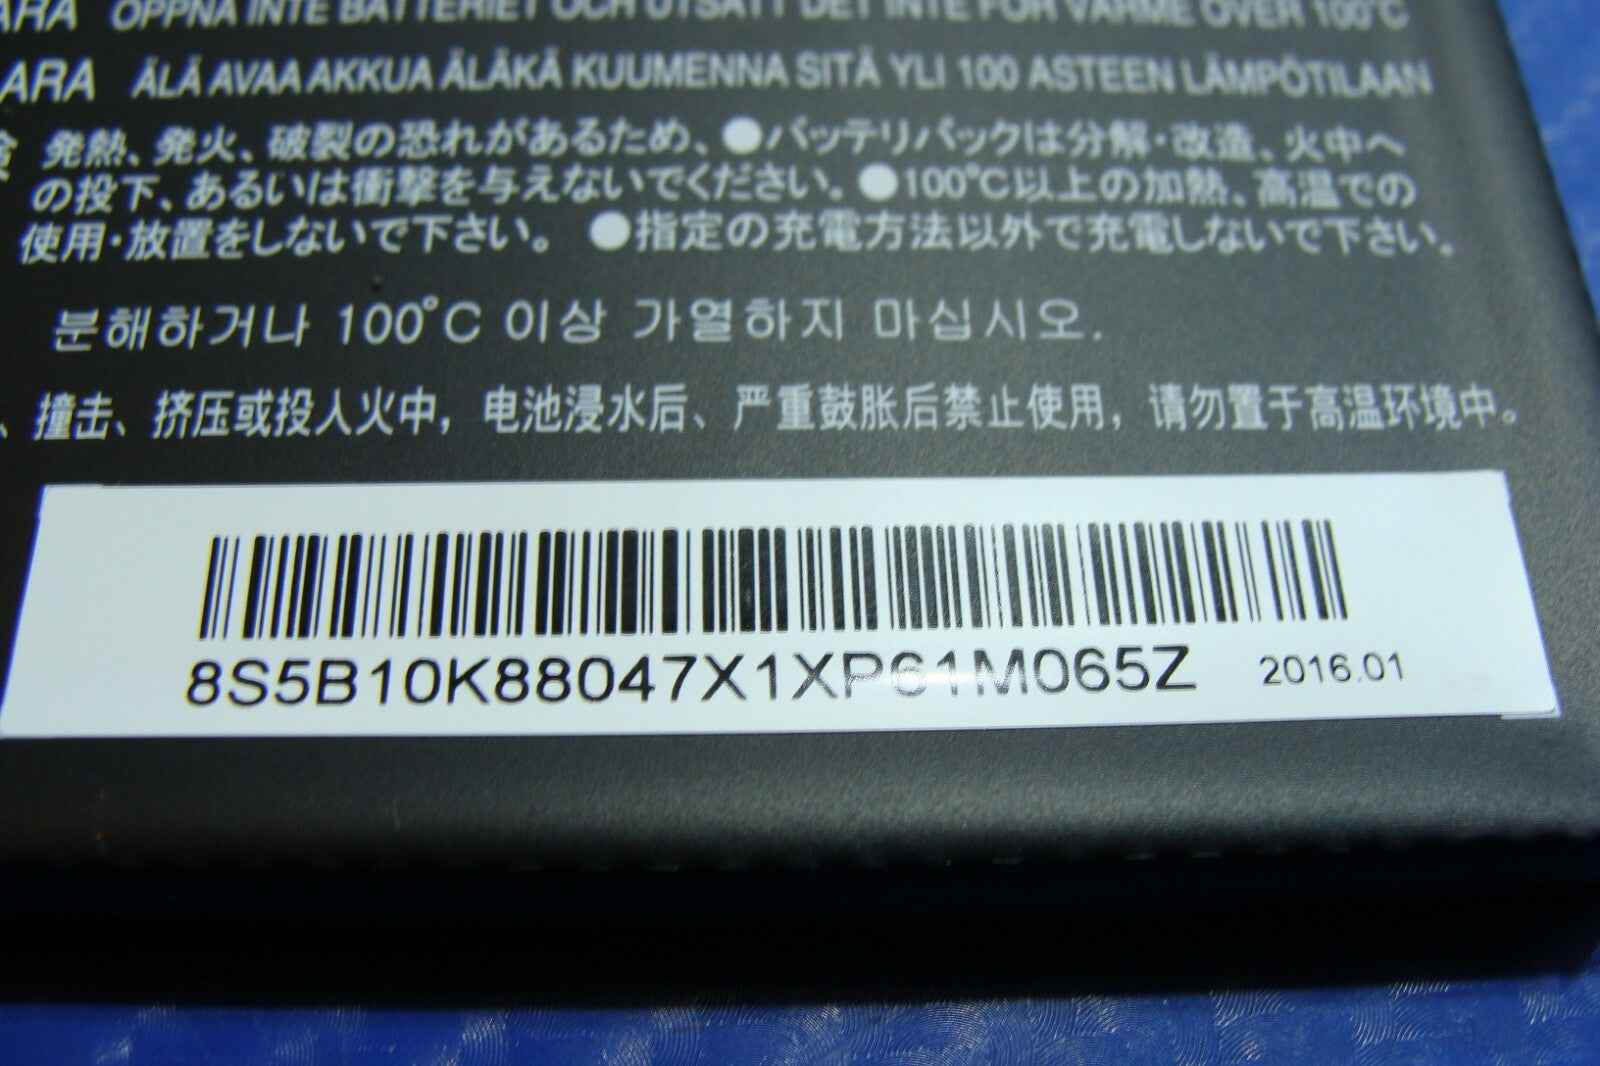 ARA ÖPPNA INTE BATTERIET OCH UTSÄTT DET INTE FÖR VÄRME ÖVER 100°C
ARA ÄLÄ AVAA AKKUA ÄLÄKÄ KUUMENNA SITÄ YLI 100 ASTEEN LÄMPÖTILAAN
険 発熱、発火、破裂の恐れがあるため、●バッテリパックは分解・改造、火中へ
の投下、あるいは衝撃を与えないでください。●100°C以上の加熱、高温での
使用・放置をしないで下さい。 ●指定の充電方法以外で充電しないで下さい。
분해하거나 100°C 이상 가열하지 마십시오.
、撞击、挤压或投入火中，电池浸水后、严重鼓胀后禁止使用，请勿置于高温环境中。
8S5B10K88047X1XP61M065Z 2016.01